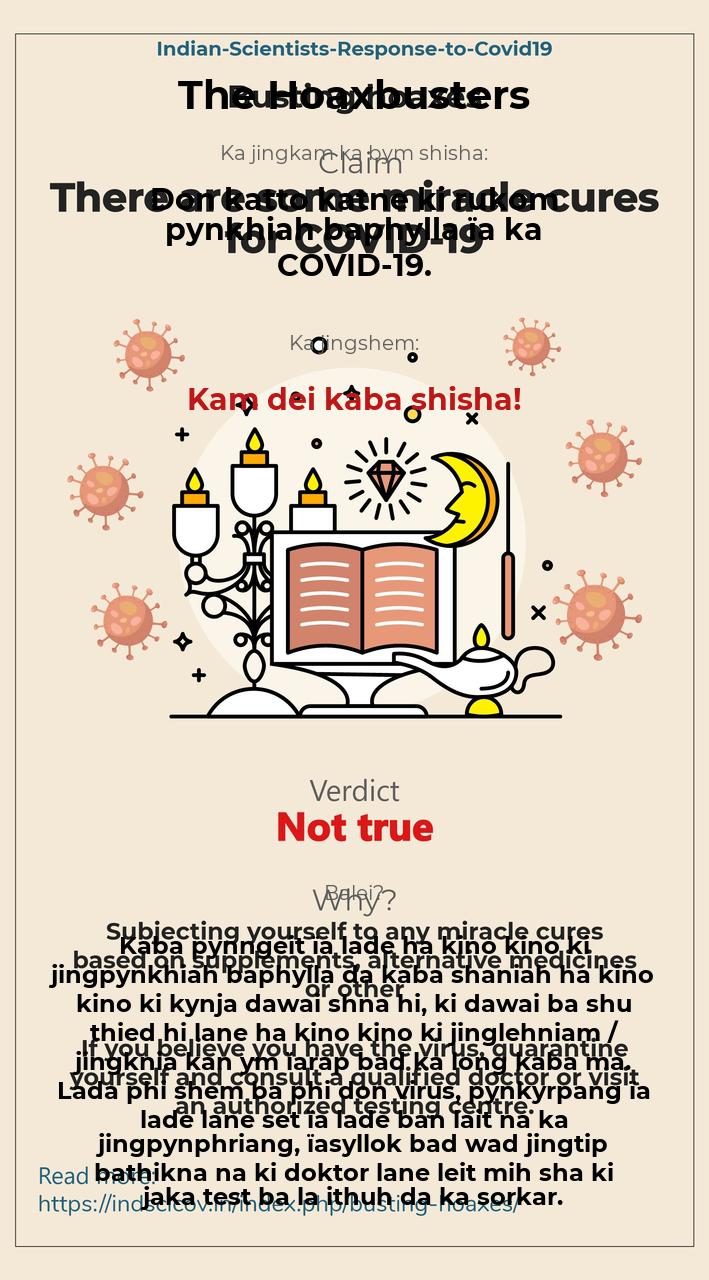 Indian-Scientists-Response-to-Covid19
Busting hoaxes
The Hoaxbusters
Ka jingkam ka bym shisha:
Claim
There are some miracle cures
for COVID-19
Don katto katne ki rukom
pynkhiah baphylla ïa ka
COVID-19.
Ka jingshem:
Kam dei kaba shisha!
Verdict
Not true
Balei?
Why?
Subjecting yourself to any miracle cures
based on supplements, alternative medicines
or other
Kaba pynngeit ïa lade ha kino kino ki
jingpynkhiah baphylla da kaba shaniah ha kino
kino ki kynja dawai shna hi, ki dawai ba shu
thied hi lane ha kino kino ki jinglehniam /
jingknia kan ym ïarap bad ka long kaba ma.
If you believe you have the virus, quarantine
yourself and consult a qualified doctor or visit
an authorized testing centre.
Lada phi shem ba phi don virus, pynkyrpang ïa
lade lane set ïa lade ban lait na ka
jingpynphriang, ïasyllok bad wad jingtip
bathikna na ki doktor lane leit mih sha ki
jaka test ba la ithuh da ka sorkar.
Read more:
https://indscicov.in/index.php/busting-hoaxes/